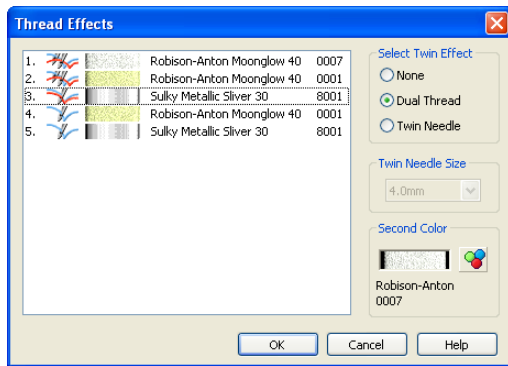 Thread Effects
1. Robison-Anton Moonglow 40 0007
2. Robison-Anton Moonglow 40 0001
3. Sulky Metallic Sliver 30 8001
4. Robison-Anton Moonglow 40 0001
5. Sulky Metallic Sliver 30 8001
Select Twin Effect
None
Dual Thread
Twin Needle
Twin Needle Size
4.0mm
Second Color
Robison-Anton
0007
OK Cancel Help